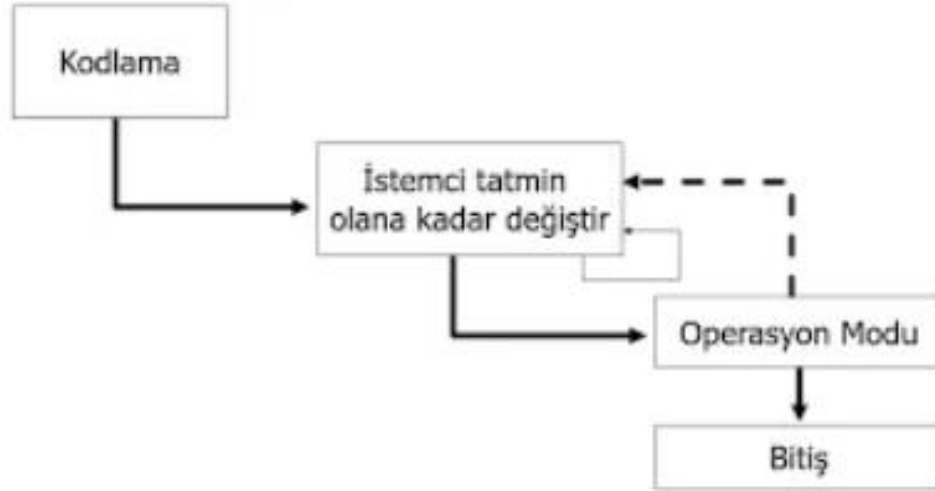 Kodlama
İstemci tatmin
olana kadar değiştir
Operasyon Modu
Bitiş